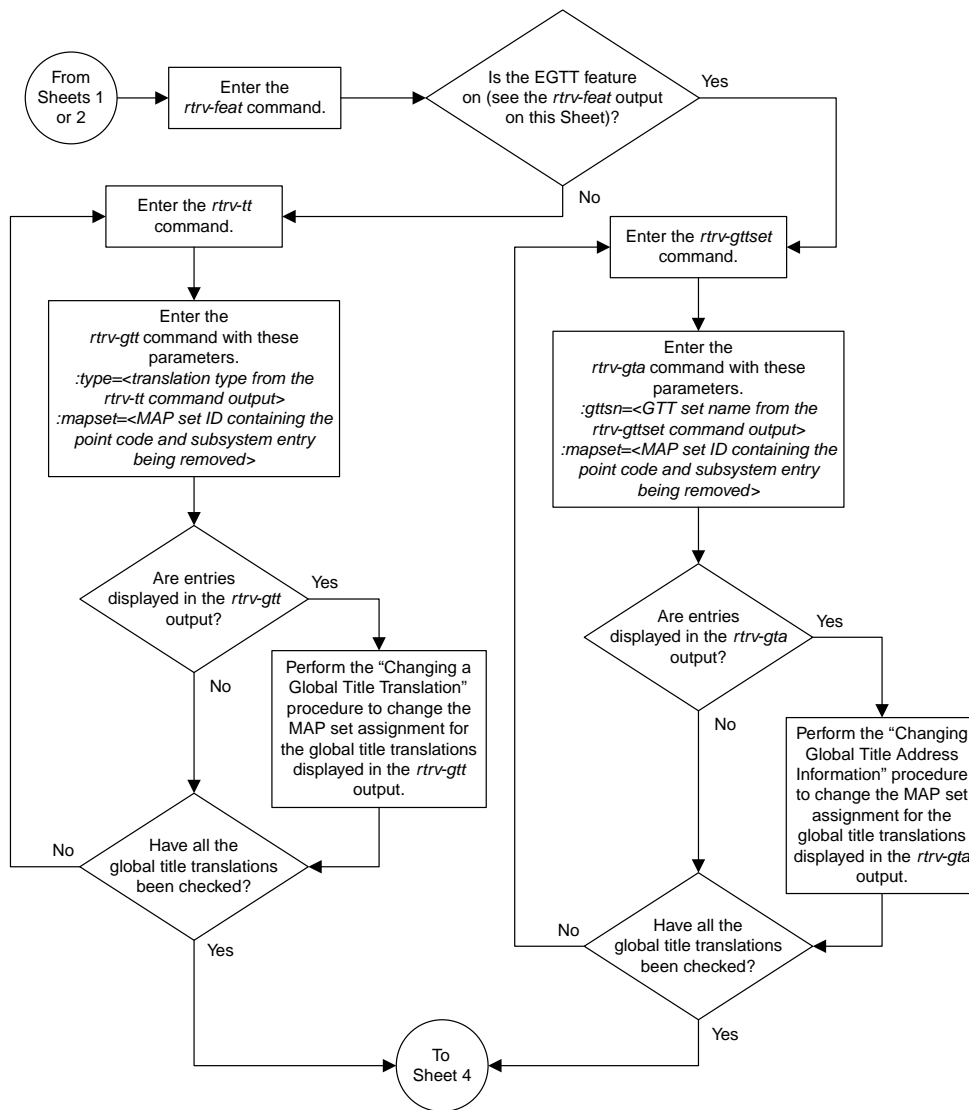 From
Sheets 1
or 2
Enter the
rtrv-feat command.
Is the EGTT feature
on (see the rtrv-feat output
on this Sheet)?
Yes
No
Enter the rtrv-tt
command.
Enter the
rtrv-gtt command with these
parameters.
:type=<translation type from the
rtrv-tt command output>
:mapset=<MAP set ID containing the
point code and subsystem entry
being removed>
Are entries
displayed in the rtrv-gtt
output?
Yes
No
Perform the “Changing a
Global Title Translation”
procedure to change the
MAP set assignment for
the global title translations
displayed in the rtrv-gtt
output.
Have all the
global title translations
been checked?
No
Yes
Enter the rtrv-gttset
command.
Enter the
rtrv-gta command with these
parameters.
:gttsn=<GTT set name from the
rtrv-gttset command output>
:mapset=<MAP set ID containing the
point code and subsystem entry
being removed>
Are entries
displayed in the rtrv-gta
output?
Yes
No
Perform the “Changing
Global Title Address
Information” procedure
to change the MAP set
assignment for the
global title translations
displayed in the rtrv-gta
output.
Have all the
global title translations
been checked?
No
Yes
To
Sheet 4